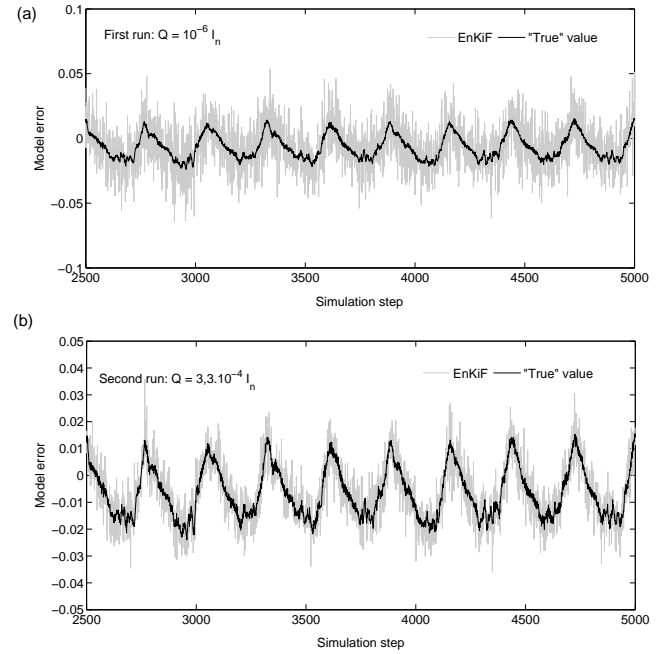 (a)
0.1
First run: Q = 10⁻⁶ Iₙ
EnKiF
"True" value
0.05
0
−0.05
−0.1
Model error
2500 3000 3500 4000 4500 5000
Simulation step
(b)
0.05
0.04
Second run: Q = 3,3.10⁻⁴ Iₙ
EnKiF
"True" value
0.03
0.02
0.01
0
−0.01
−0.02
−0.03
−0.04
−0.05
Model error
2500 3000 3500 4000 4500 5000
Simulation step